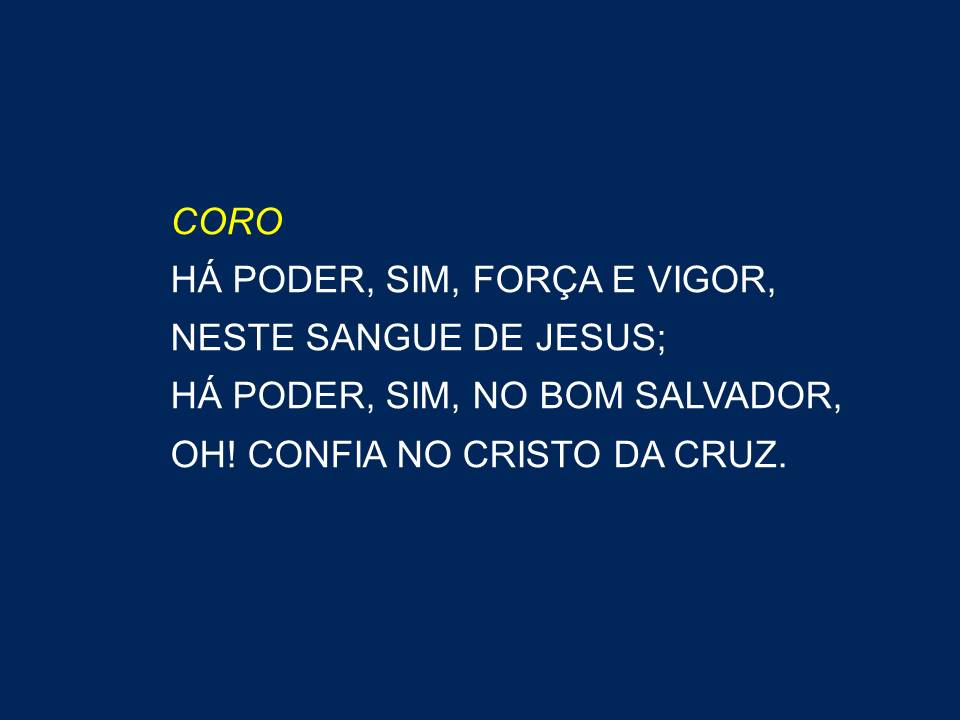 CORO
HÁ PODER, SIM, FORÇA E VIGOR,
NESTE SANGUE DE JESUS;
HÁ PODER, SIM, NO BOM SALVADOR,
OH! CONFIA NO CRISTO DA CRUZ.